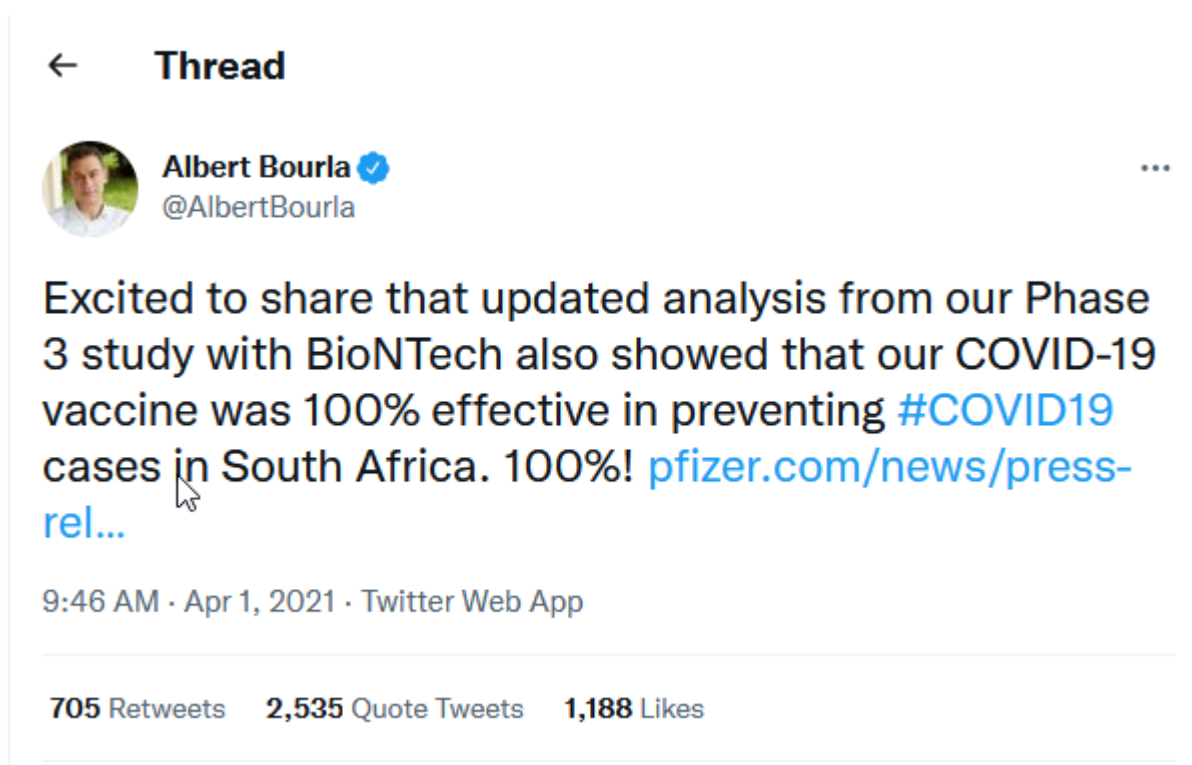 ← Thread
Albert Bourla
@AlbertBourla
Excited to share that updated analysis from our Phase
3 study with BioNTech also showed that our COVID-19
vaccine was 100% effective in preventing #COVID19
cases in South Africa. 100%! pfizer.com/news/press-
rel...
9:46 AM · Apr 1, 2021 · Twitter Web App
705 Retweets 2,535 Quote Tweets 1,188 Likes